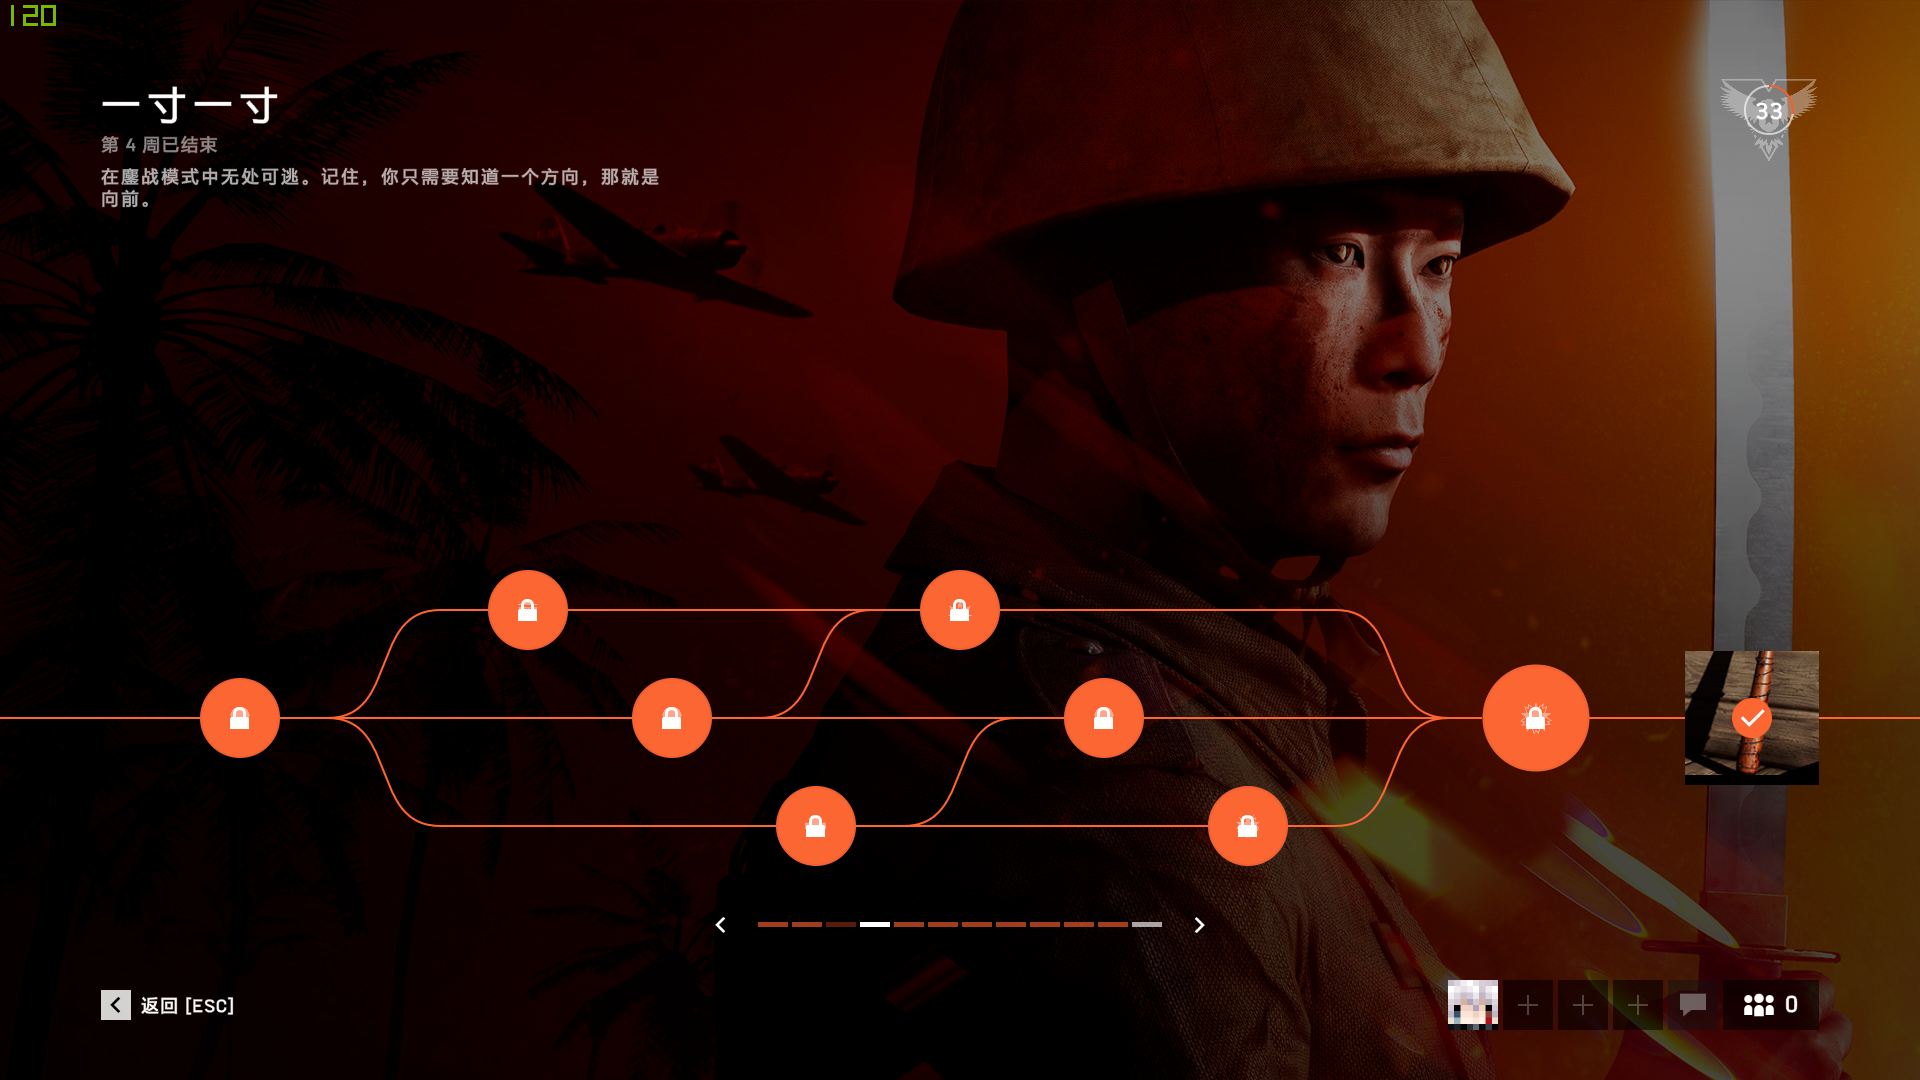 120
一寸一寸
33
第 4 周已结束
在鏖战模式中无处可逃。记住，你只需要知道一个方向，那就是
向前。
返回 [ESC]
0